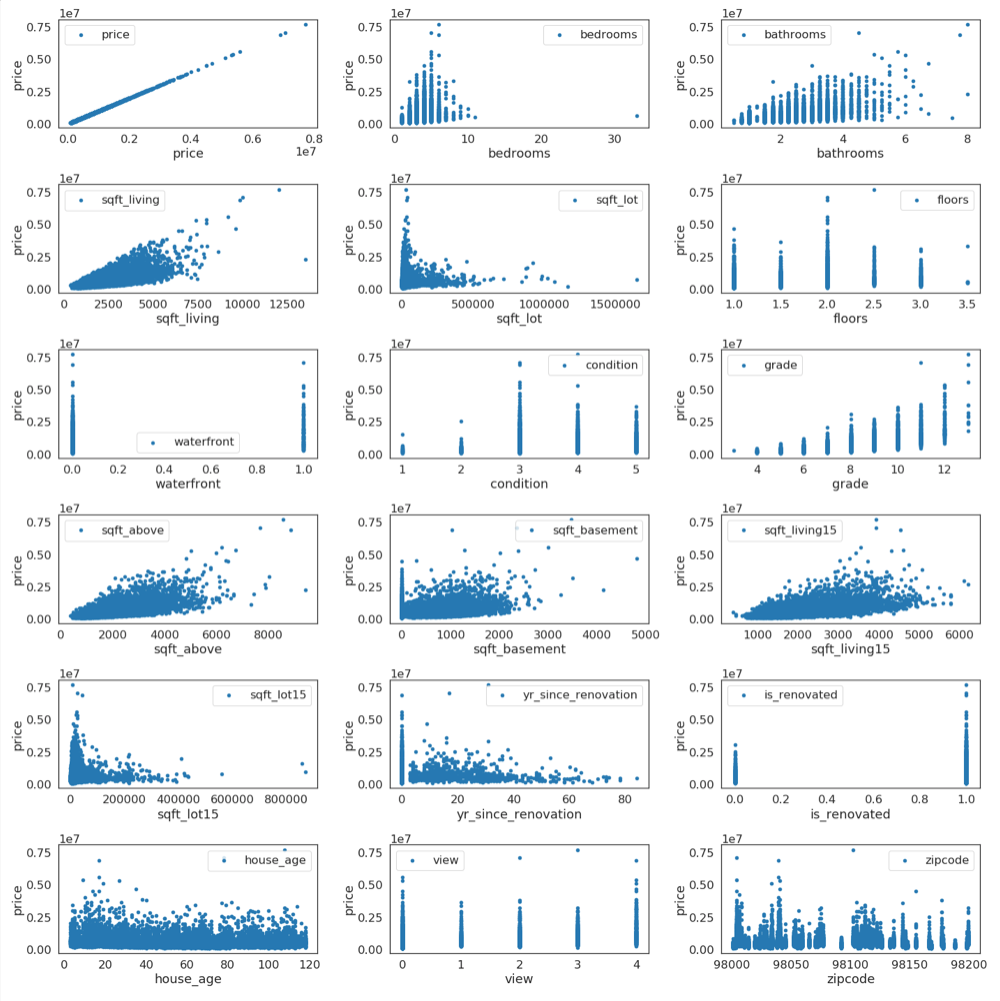 1e7 1e7 1e7
0.75 price 0.75 bedrooms 0.75 bathrooms
0.50 0.50 0.50
price price price
0.25 0.25 0.25
0.00 0.00 0.00
0.0 0.2 0.4 0.6 0.8 0 10 20 30 2 4 6 8
price 1e7 bedrooms bathrooms
1e7 1e7 1e7
0.75 sqft_living 0.75 sqft_lot 0.75 floors
0.50 0.50 0.50
price price price
0.25 0.25 0.25
0.00 0.00 0.00
0 2500 5000 7500 10000 12500 0 500000 1000000 1500000 1.0 1.5 2.0 2.5 3.0 3.5
sqft_living sqft_lot floors
1e7 1e7 1e7
0.75 0.75 condition 0.75 grade
0.50 0.50 0.50
price price price
0.25 0.25 0.25
waterfront
0.00 0.00 0.00
0.0 0.2 0.4 0.6 0.8 1.0 1 2 3 4 5 4 6 8 10 12
waterfront condition grade
1e7 1e7 1e7
0.75 sqft_above 0.75 sqft_basement 0.75 sqft_living15
0.50 0.50 0.50
price price price
0.25 0.25 0.25
0.00 0.00 0.00
0 2000 4000 6000 8000 0 1000 2000 3000 4000 5000 1000 2000 3000 4000 5000 6000
sqft_above sqft_basement sqft_living15
1e7 1e7 1e7
0.75 sqft_lot15 0.75 yr_since_renovation 0.75 is_renovated
0.50 0.50 0.50
price price price
0.25 0.25 0.25
0.00 0.00 0.00
0 200000 400000 600000 800000 0 20 40 60 80 0.0 0.2 0.4 0.6 0.8 1.0
sqft_lot15 yr_since_renovation is_renovated
1e7 1e7 1e7
0.75 house_age 0.75 view 0.75 zipcode
0.50 0.50 0.50
price price price
0.25 0.25 0.25
0.00 0.00 0.00
0 20 40 60 80 100 120 0 1 2 3 4 98000 98050 98100 98150 98200
house_age view zipcode